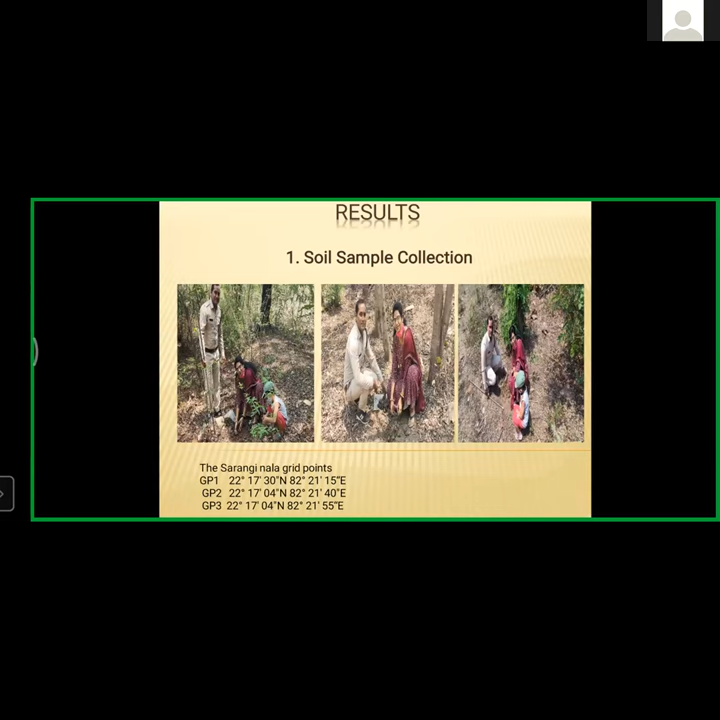 RESULTS
1. Soil Sample Collection
The Sarangi nala grid points
GP1 22° 17' 30"N 82° 21' 15"E
GP2 22° 17' 04"N 82° 21' 40"E
GP3 22° 17' 04"N 82° 21' 55"E